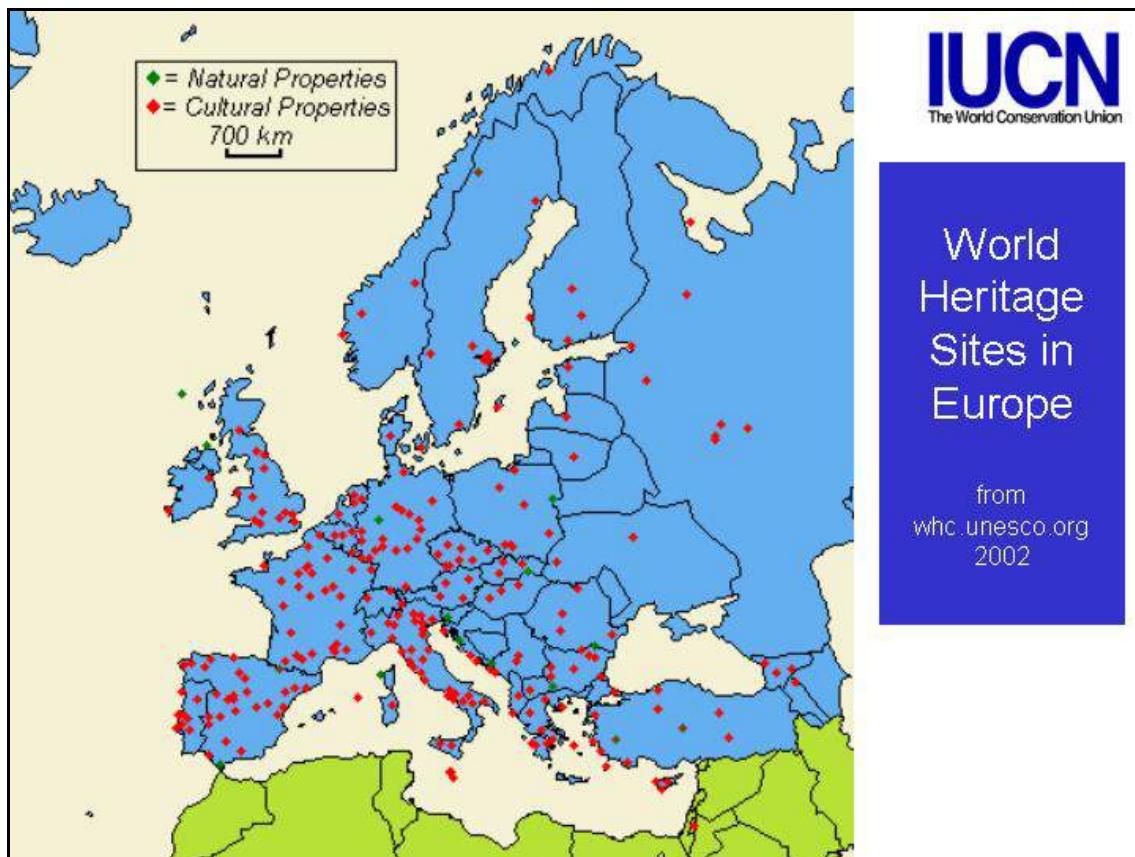 = Natural Properties
= Cultural Properties
700 km
IUCN
The World Conservation Union
World
Heritage
Sites in
Europe
from
whc.unesco.org
2002